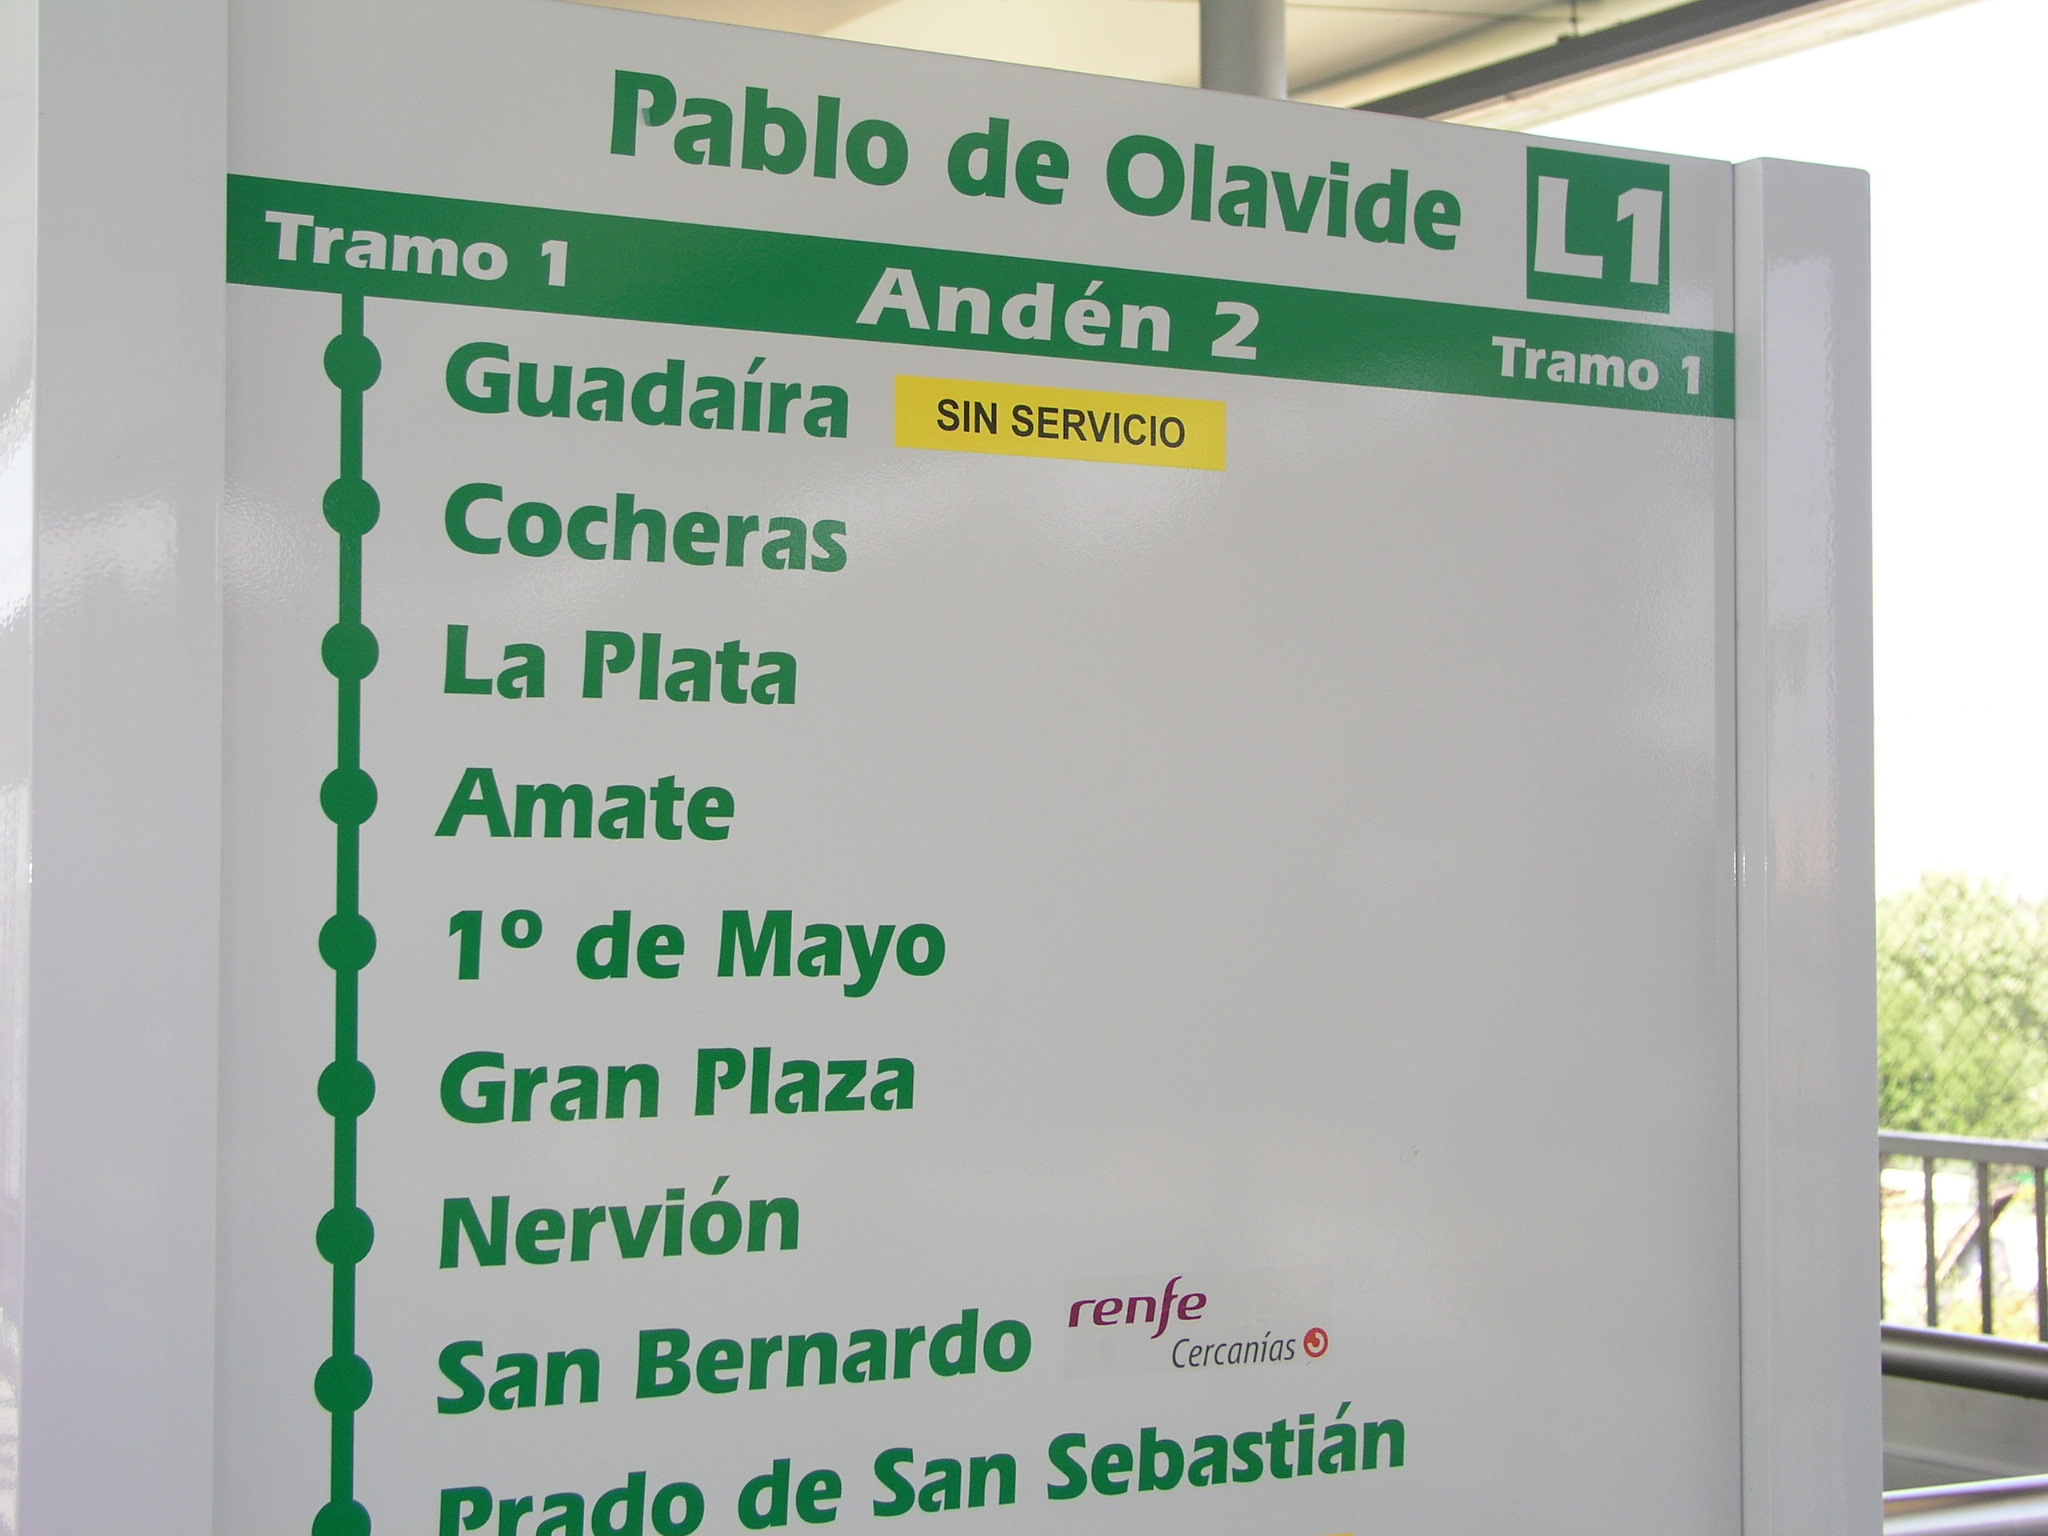 Pablo de Olavide L1
Tramo 1 Andén 2 Tramo 1
Guadaíra SIN SERVICIO
Cocheras
La Plata
Amate
1º de Mayo
Gran Plaza
Nervión
San Bernardo renfe
Cercanías
Prado de San Sebastián